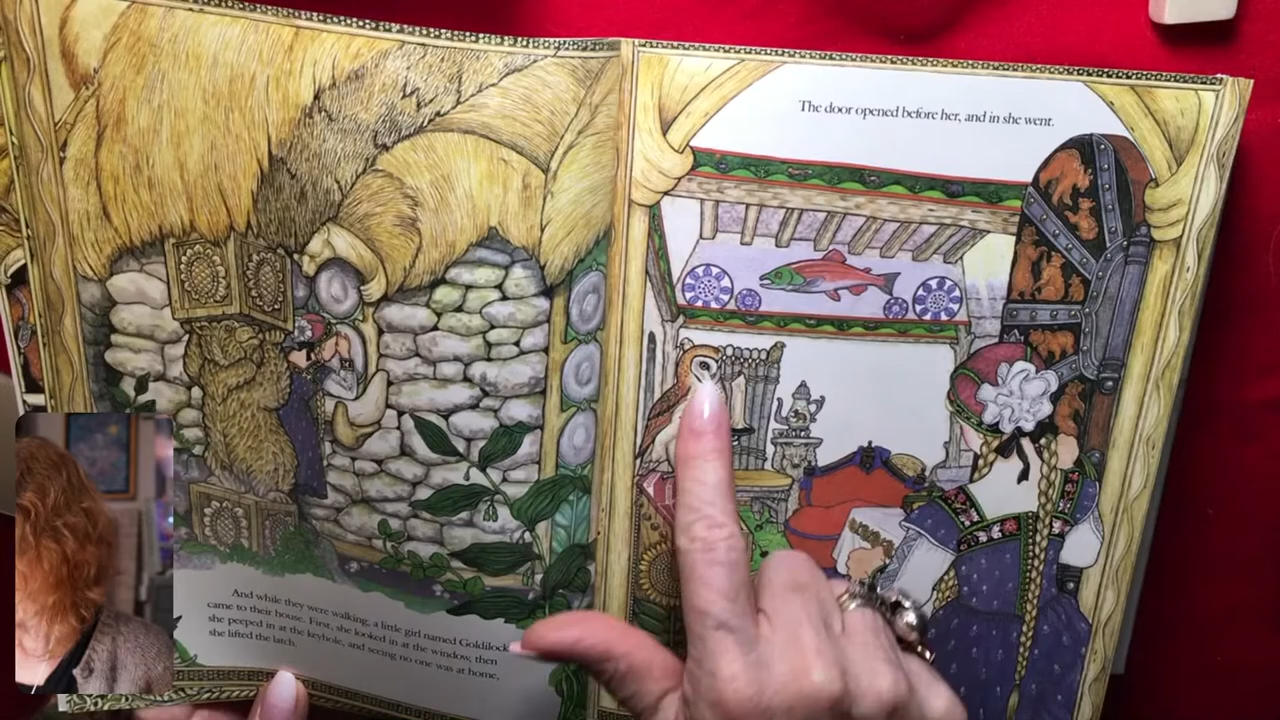 And while they were walking, a little girl named Goldilocks
came to their house. First, she looked in at the window, then
she peeped in at the keyhole, and seeing no one was at home,
she lifted the latch.
The door opened before her, and in she went.